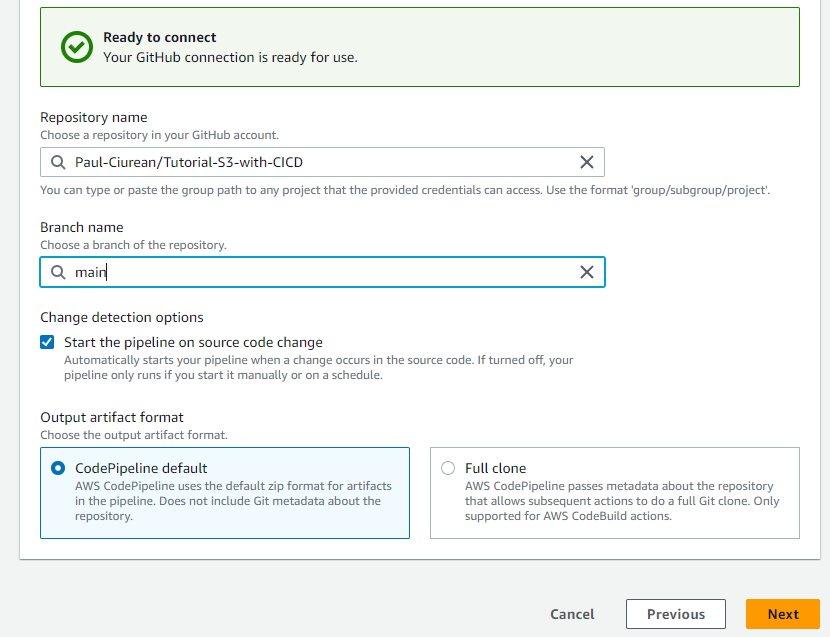 Ready to connect
Your GitHub connection is ready for use.
Repository name
Choose a repository in your GitHub account.
Paul-Ciurean/Tutorial-S3-with-CICD
You can type or paste the group path to any project that the provided credentials can access. Use the format 'group/subgroup/project'.
Branch name
Choose a branch of the repository.
main
Change detection options
Start the pipeline on source code change
Automatically starts your pipeline when a change occurs in the source code. If turned off, your
pipeline only runs if you start it manually or on a schedule.
Output artifact format
Choose the output artifact format.
CodePipeline default
AWS CodePipeline uses the default zip format for artifacts
in the pipeline. Does not include Git metadata about the
repository.
Full clone
AWS CodePipeline passes metadata about the repository
that allows subsequent actions to do a full Git clone. Only
supported for AWS CodeBuild actions.
Cancel
Previous
Next